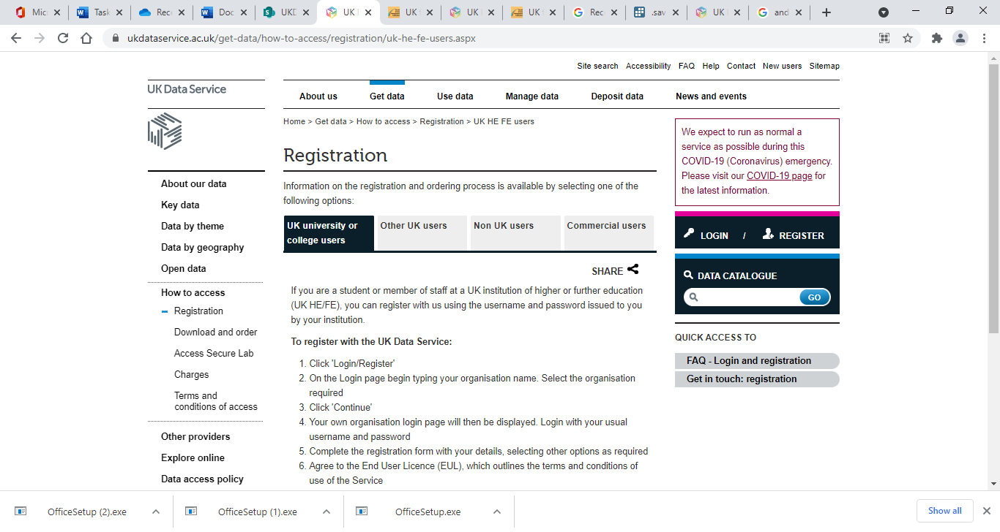 Mic
Task
Rec
Doc
UKD
UK
UK
UK
UK
Rec
.sav
UK
and
ukdataservice.ac.uk/get-data/how-to-access/registration/uk-he-fe-users.aspx
Site search Accessibility FAQ Help Contact New users Sitemap
UK Data Service
About us Get data Use data Manage data Deposit data News and events
Home > Get data > How to access > Registration > UK HE FE users
Registration
Information on the registration and ordering process is available by selecting one of the
following options:
UK university or
college users
Other UK users
Non UK users
Commercial users
SHARE
If you are a student or member of staff at a UK institution of higher or further education
(UK HE/FE), you can register with us using the username and password issued to you
by your institution.
To register with the UK Data Service:
1. Click 'Login/Register'
2. On the Login page begin typing your organisation name. Select the organisation
required
3. Click 'Continue'
4. Your own organisation login page will then be displayed. Login with your usual
username and password
5. Complete the registration form with your details, selecting other options as required
6. Agree to the End User Licence (EUL), which outlines the terms and conditions of
use of the Service
About our data
Key data
Data by theme
Data by geography
Open data
How to access
Registration
Download and order
Access Secure Lab
Charges
Terms and
conditions of access
Other providers
Explore online
Data access policy
We expect to run as normal a
service as possible during this
COVID-19 (Coronavirus) emergency.
Please visit our COVID-19 page for
the latest information.
LOGIN / REGISTER
DATA CATALOGUE
GO
QUICK ACCESS TO
FAQ - Login and registration
Get in touch: registration
OfficeSetup (2).exe
OfficeSetup (1).exe
OfficeSetup.exe
Show all